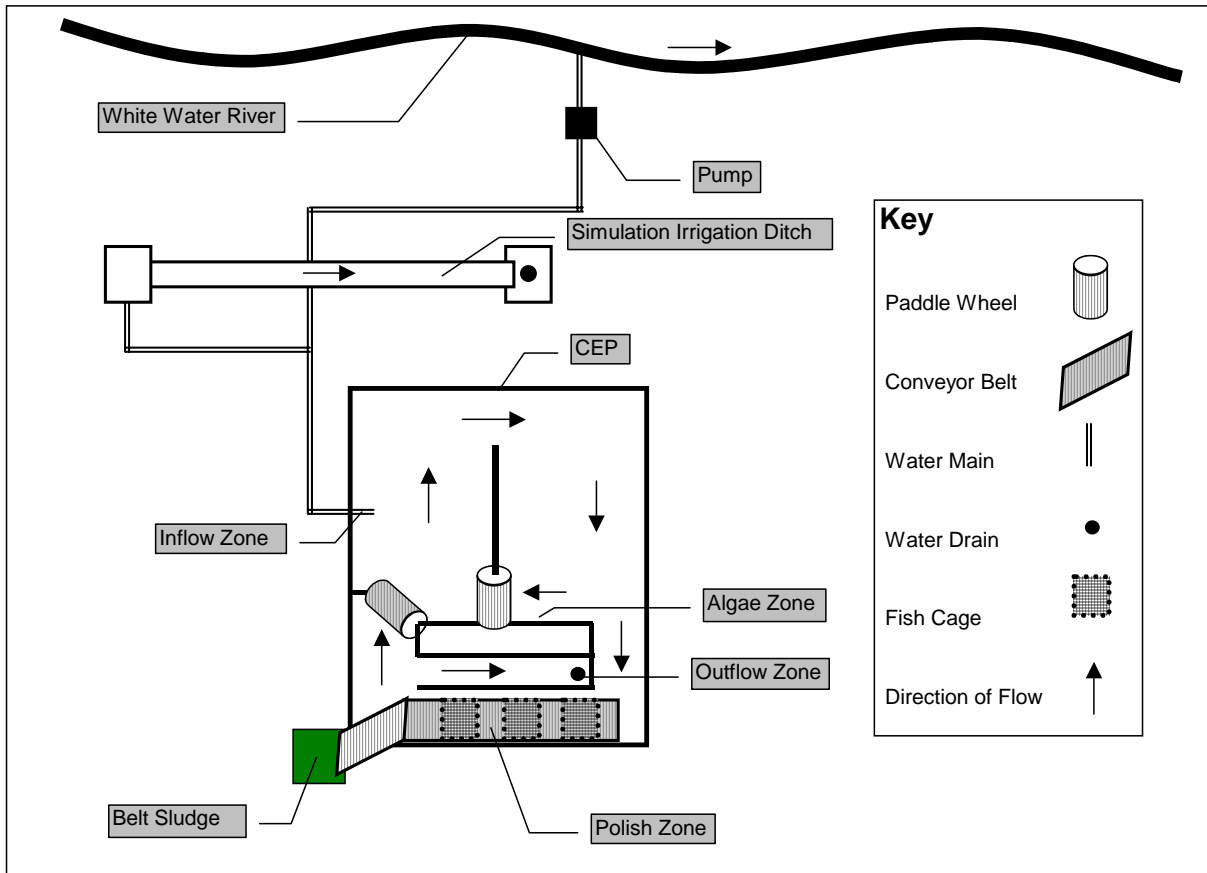 White Water River
Pump
Simulation Irrigation Ditch
CEP
Inflow Zone
Algae Zone
Outflow Zone
Belt Sludge
Polish Zone
Key
Paddle Wheel
Conveyor Belt
Water Main
Water Drain
Fish Cage
Direction of Flow